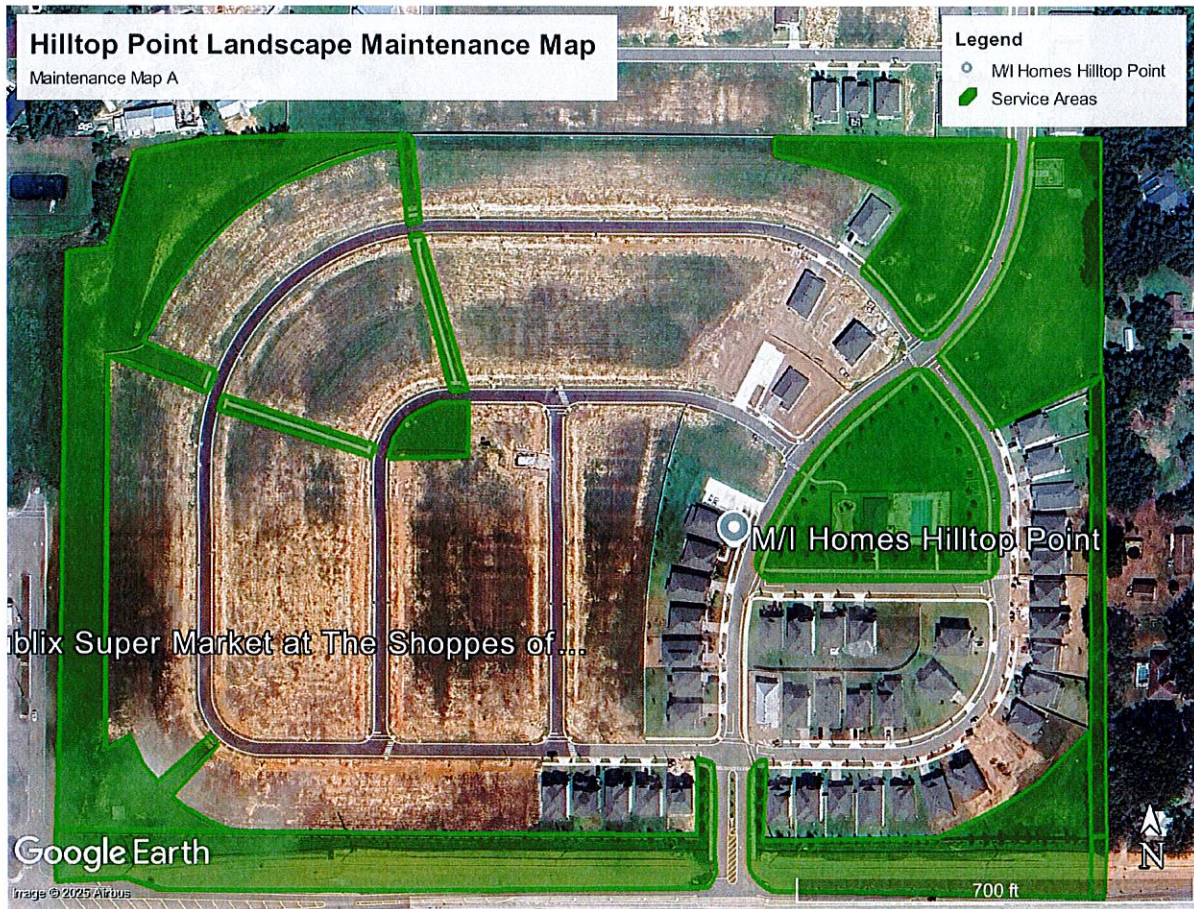 Hilltop Point Landscape Maintenance Map
Maintenance Map A
Legend
M/I Homes Hilltop Point
Service Areas
M/I Homes Hilltop Point
ublix Super Market at The Shoppes of...
Google Earth
Image © 2025 Airbus
N
700 ft